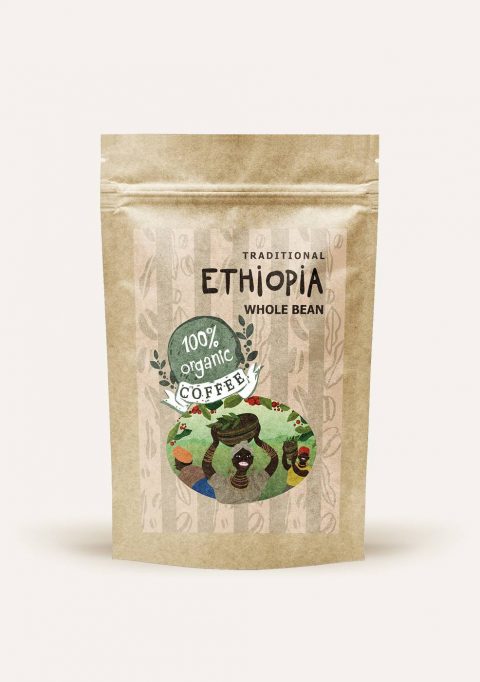 TRADITIONAL
ETHIOPIA
WHOLE BEAN
100%
organic
COFFEE